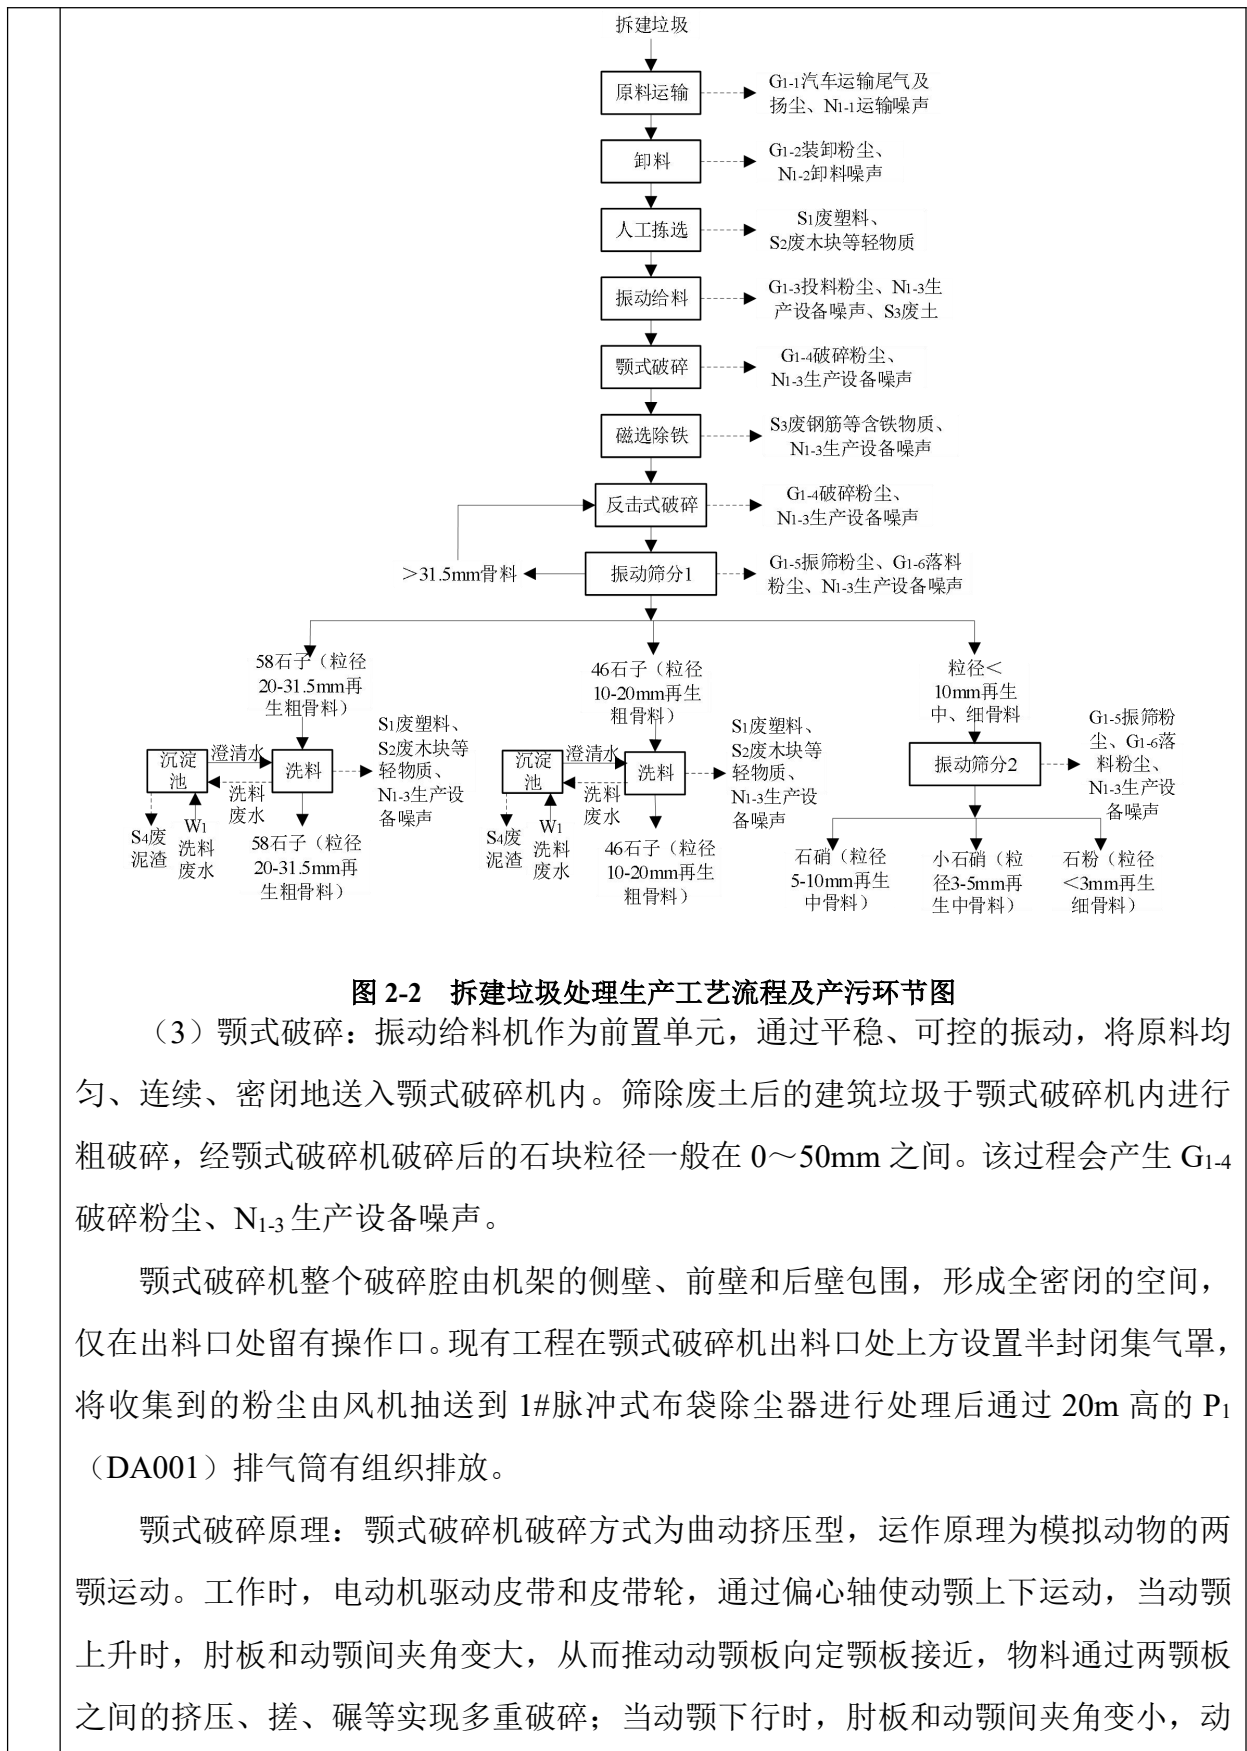 拆建垃圾
原料运输
G1-1汽车运输尾气及
扬尘、N1-1运输噪声
卸料
G1-2装卸粉尘、
N1-2卸料噪声
人工拣选
S1废塑料、
S2废木块等轻物质
振动给料
G1-3投料粉尘、N1-3生
产设备噪声、S3废土
颚式破碎
G1-4破碎粉尘、
N1-3生产设备噪声
磁选除铁
S3废钢筋等含铁物质、
N1-3生产设备噪声
反击式破碎
G1-4破碎粉尘、
N1-3生产设备噪声
>31.5mm骨料
振动筛分1
G1-5振筛粉尘、G1-6落料
粉尘、N1-3生产设备噪声
58石子（粒径
20-31.5mm再
生粗骨料）
沉淀
池
澄清水
洗料
废水
洗料
S1废塑料、
S2废木块等
轻物质、
N1-3生产设
备噪声
S4废
泥渣
W1
洗料
废水
58石子（粒径
20-31.5mm再
生粗骨料）
46石子（粒径
10-20mm再生
粗骨料）
沉淀
池
澄清水
洗料
废水
洗料
S1废塑料、
S2废木块等
轻物质、
N1-3生产设
备噪声
S4废
泥渣
W1
洗料
废水
46石子（粒径
10-20mm再生
粗骨料）
粒径<
10mm再生
中、细骨料
振动筛分2
G1-5振筛粉
尘、G1-6落
料粉尘、
N1-3生产设
备噪声
石硝（粒径
5-10mm再生
中骨料）
小石硝（粒
径3-5mm再
生中骨料）
石粉（粒径
<3mm再生
细骨料）
图 2-2 拆建垃圾处理生产工艺流程及产污环节图
（3）颚式破碎：振动给料机作为前置单元，通过平稳、可控的振动，将原料均
匀、连续、密闭地送入颚式破碎机内。筛除废土后的建筑垃圾于颚式破碎机内进行
粗破碎，经颚式破碎机破碎后的石块粒径一般在 0～50mm 之间。该过程会产生 G1-4
破碎粉尘、N1-3 生产设备噪声。
颚式破碎机整个破碎腔由机架的侧壁、前壁和后壁包围，形成全密闭的空间，
仅在出料口处留有操作口。现有工程在颚式破碎机出料口处上方设置半封闭集气罩，
将收集到的粉尘由风机抽送到 1#脉冲式布袋除尘器进行处理后通过 20m 高的 P1
（DA001）排气筒有组织排放。
颚式破碎原理：颚式破碎机破碎方式为曲动挤压型，运作原理为模拟动物的两
颚运动。工作时，电动机驱动皮带和皮带轮，通过偏心轴使动颚上下运动，当动颚
上升时，肘板和动颚间夹角变大，从而推动动颚板向定颚板接近，物料通过两颚板
之间的挤压、搓、碾等实现多重破碎；当动颚下行时，肘板和动颚间夹角变小，动